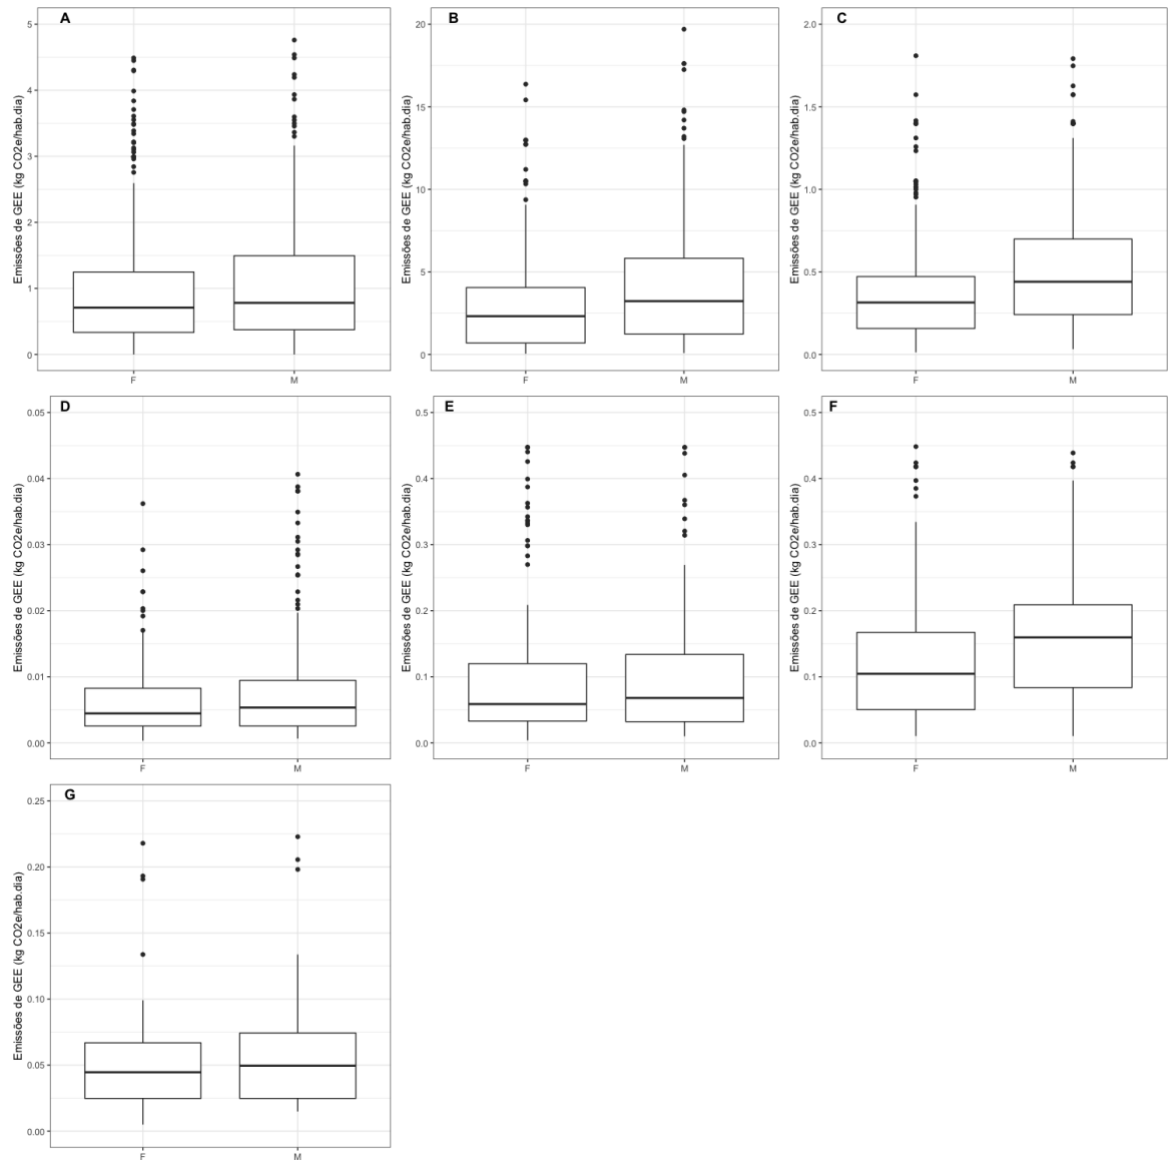 A
Emissões de GEE (kg CO2e/hab.dia)
5
4
3
2
1
0
F
M
B
Emissões de GEE (kg CO2e/hab.dia)
20
15
10
5
0
F
M
C
Emissões de GEE (kg CO2e/hab.dia)
2.0
1.5
1.0
0.5
0.0
F
M
D
Emissões de GEE (kg CO2e/hab.dia)
0.05
0.04
0.03
0.02
0.01
0.00
F
M
E
Emissões de GEE (kg CO2e/hab.dia)
0.5
0.4
0.3
0.2
0.1
0.0
F
M
F
Emissões de GEE (kg CO2e/hab.dia)
0.5
0.4
0.3
0.2
0.1
0.0
F
M
G
Emissões de GEE (kg CO2e/hab.dia)
0.25
0.20
0.15
0.10
0.05
0.00
F
M